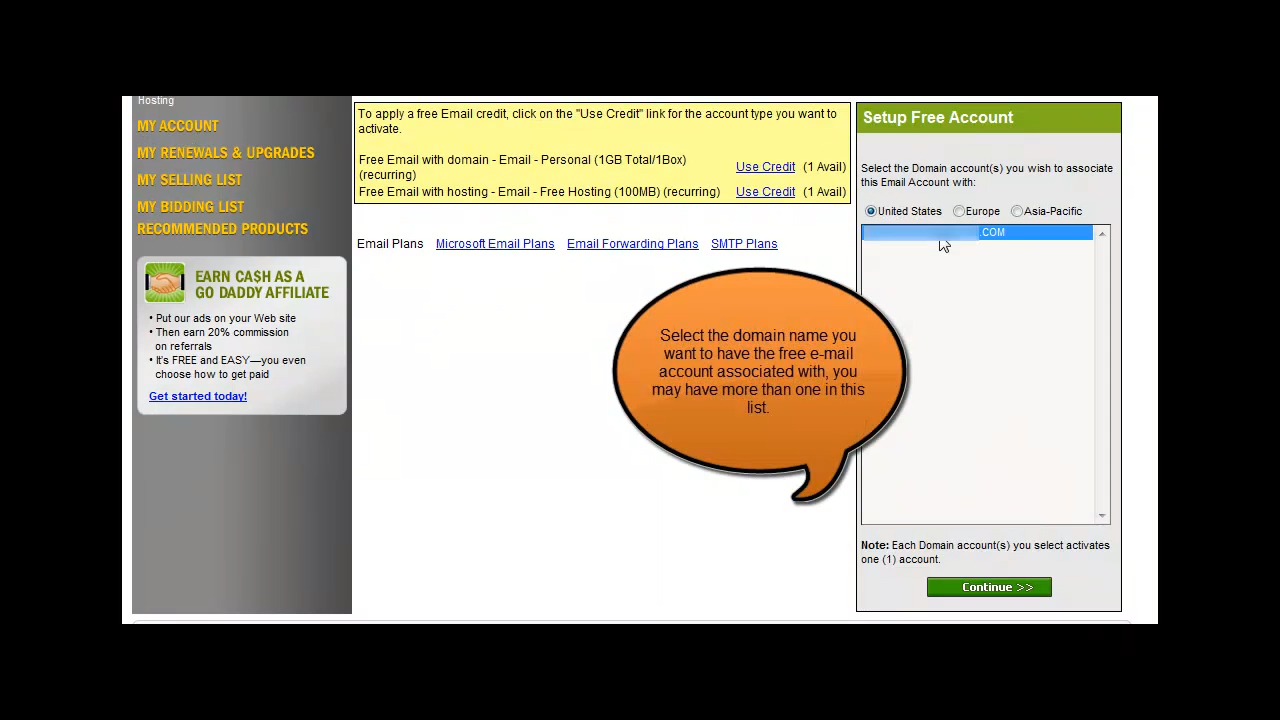 Hosting
MY ACCOUNT
MY RENEWALS & UPGRADES
MY SELLING LIST
MY BIDDING LIST
RECOMMENDED PRODUCTS
EARN CA$H AS A
GO DADDY AFFILIATE
• Put our ads on your Web site
• Then earn 20% commission
on referrals
• It's FREE and EASY—you even
choose how to get paid
Get started today!
To apply a free Email credit, click on the "Use Credit" link for the account type you want to
activate.
Free Email with domain - Email - Personal (1GB Total/1Box)
(recurring)
Use Credit (1 Avail)
Free Email with hosting - Email - Free Hosting (100MB) (recurring) Use Credit (1 Avail)
Email Plans Microsoft Email Plans Email Forwarding Plans SMTP Plans
Select the domain name you
want to have the free e-mail
account associated with, you
may have more than one in this
list.
Setup Free Account
Select the Domain account(s) you wish to associate
this Email Account with:
United States Europe Asia-Pacific
.COM
Note: Each Domain account(s) you select activates
one (1) account.
Continue >>